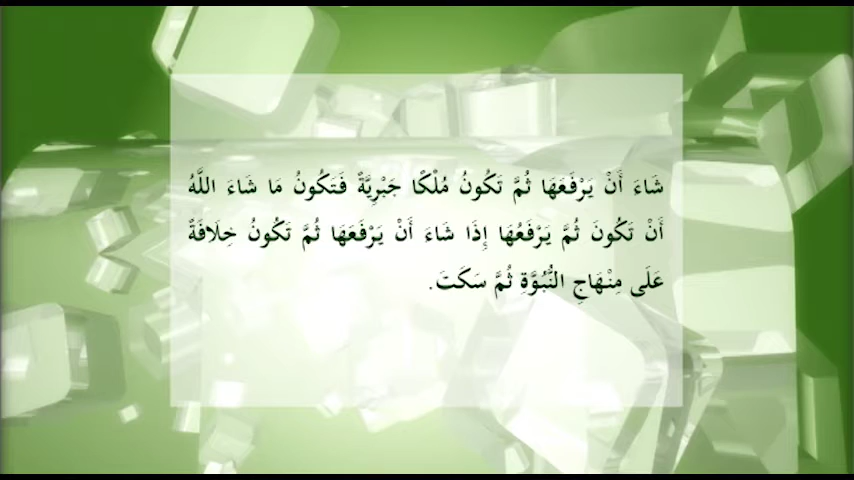 شَاءَ أَنْ يَرْفَعَهَا ثُمَّ تَكُونُ مُلْكًا جَبْرِيَّةً فَتَكُونُ مَا شَاءَ اللَّهُ
أَنْ تَكُونَ ثُمَّ يَرْفَعُهَا إِذَا شَاءَ أَنْ يَرْفَعَهَا ثُمَّ تَكُونُ خِلَافَةً
عَلَى مِنْهَاجِ النُّبُوَّةِ ثُمَّ سَكَتَ.